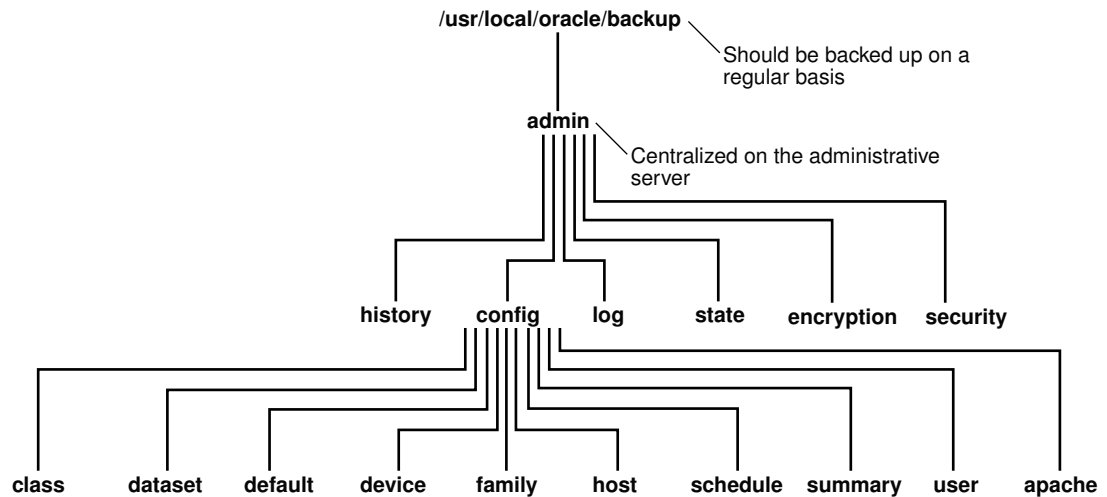 /usr/local/oracle/backup
Should be backed up on a
regular basis
admin
Centralized on the administrative
server
history
config
log
state
encryption
security
class
dataset
default
device
family
host
schedule
summary
user
apache